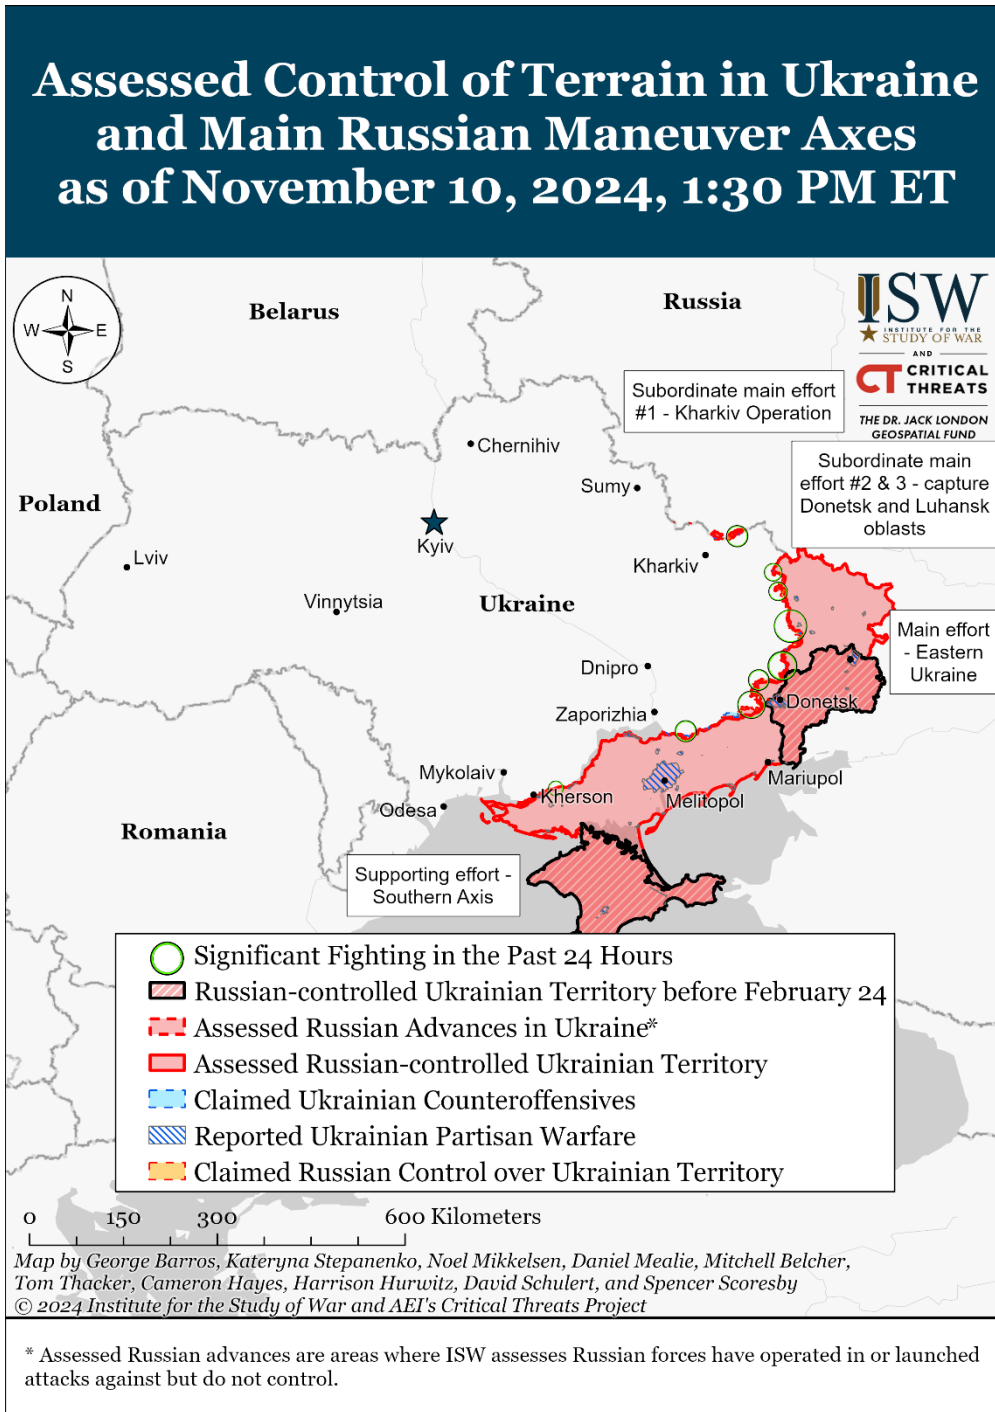 Assessed Control of Terrain in Ukraine
and Main Russian Maneuver Axes
as of November 10, 2024, 1:30 PM ET
N
W
E
S
Belarus
Russia
ISW
INSTITUTE FOR THE
STUDY OF WAR
AND
CT CRITICAL
THREATS
THE DR. JACK LONDON
GEOSPATIAL FUND
Subordinate main effort
#1 - Kharkiv Operation
Subordinate main
effort #2 & 3 - capture
Donetsk and Luhansk
oblasts
Chernihiv
Sumy
Poland
Kyiv
Lviv
Kharkiv
Vinnytsia
Ukraine
Main effort
- Eastern
Ukraine
Dnipro
Donetsk
Zaporizhia
Mykolaiv
Mariupol
Kherson
Melitopol
Odesa
Romania
Supporting effort -
Southern Axis
Significant Fighting in the Past 24 Hours
Russian-controlled Ukrainian Territory before February 24
Assessed Russian Advances in Ukraine*
Assessed Russian-controlled Ukrainian Territory
Claimed Ukrainian Counteroffensives
Reported Ukrainian Partisan Warfare
Claimed Russian Control over Ukrainian Territory
0 150 300 600 Kilometers
Map by George Barros, Kateryna Stepanenko, Noel Mikkelsen, Daniel Mealie, Mitchell Belcher,
Tom Thacker, Cameron Hayes, Harrison Hurwitz, David Schulert, and Spencer Scoresby
© 2024 Institute for the Study of War and AEI's Critical Threats Project
* Assessed Russian advances are areas where ISW assesses Russian forces have operated in or launched
attacks against but do not control.